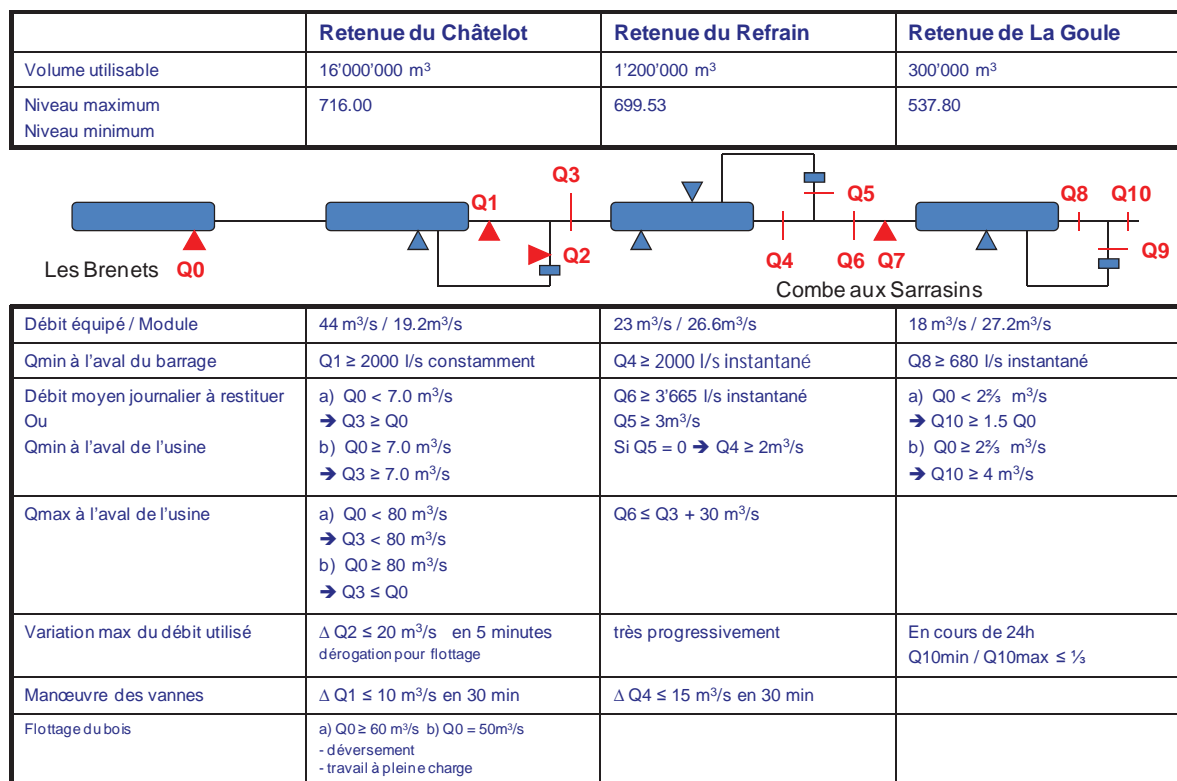 Retenue du Châtelot Retenue du Refrain Retenue de La Goule
Volume utilisable 16’000’000 m³ 1’200’000 m³ 300’000 m³
Niveau maximum 716.00 699.53 537.80
Niveau minimum
Q3
Q1 Q5 Q8 Q10
Q2 Q4 Q6 Q7 Q9
Les Brenets Q0
Combe aux Sarrasins
Débit équipé / Module 44 m³/s / 19.2m³/s 23 m³/s / 26.6m³/s 18 m³/s / 27.2m³/s
Qmin à l’aval du barrage Q1 ≥ 2000 l/s constamment Q4 ≥ 2000 l/s instantané Q8 ≥ 680 l/s instantané
Débit moyen journalier à restituer a) Q0 < 7.0 m³/s Q6 ≥ 3’665 l/s instantané a) Q0 < 2⅔ m³/s
Ou ➔ Q3 ≥ Q0 Q5 ≥ 3m³/s ➔ Q10 ≥ 1.5 Q0
Qmin à l’aval de l’usine b) Q0 ≥ 7.0 m³/s Si Q5 = 0 ➔ Q4 ≥ 2m³/s b) Q0 ≥ 2⅔ m³/s
➔ Q3 ≥ 7.0 m³/s ➔ Q10 ≥ 4 m³/s
Qmax à l’aval de l’usine a) Q0 < 80 m³/s Q6 ≤ Q3 + 30 m³/s
➔ Q3 < 80 m³/s
b) Q0 ≥ 80 m³/s
➔ Q3 ≤ Q0
Variation max du débit utilisé Δ Q2 ≤ 20 m³/s en 5 minutes très progressivement En cours de 24h
dérogation pour flottage Q10min / Q10max ≤ ⅓
Manœuvre des vannes Δ Q1 ≤ 10 m³/s en 30 min Δ Q4 ≤ 15 m³/s en 30 min
Flottage du bois a) Q0 ≥ 60 m³/s b) Q0 = 50m³/s
- déversement
- travail à pleine charge